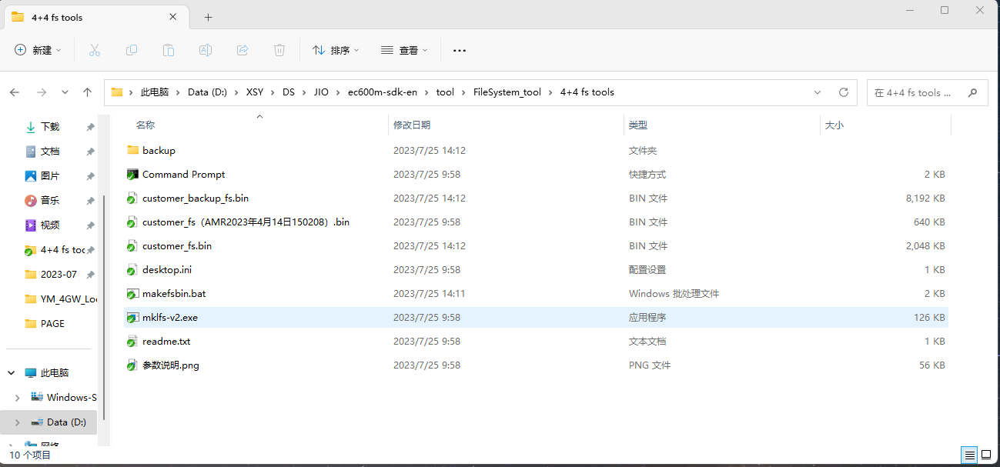 4+4 fs tools
新建
排序
查看
此电脑 > Data (D:) > XSY > DS > JIO > ec600m-sdk-en > tool > FileSystem_tool > 4+4 fs tools
在 4+4 fs tools ...
下载
文档
图片
音乐
视频
4+4 fs toc
2023-07
YM_4GW_Loc
PAGE
此电脑
Windows-S
Data (D:)
网络
名称 修改日期 类型 大小
backup 2023/7/25 14:12 文件夹
Command Prompt 2023/7/25 9:58 快捷方式 2 KB
customer_backup_fs.bin 2023/7/25 14:12 BIN 文件 8,192 KB
customer_fs（AMR2023年4月14日150208）.bin 2023/7/25 9:58 BIN 文件 640 KB
customer_fs.bin 2023/7/25 14:12 BIN 文件 2,048 KB
desktop.ini 2023/7/25 9:58 配置设置 1 KB
makefsbin.bat 2023/7/25 14:11 Windows 批处理文件 2 KB
mklfs-v2.exe 2023/7/25 9:58 应用程序 126 KB
readme.txt 2023/7/25 9:58 文本文档 1 KB
参数说明.png 2023/7/25 9:58 PNG 文件 56 KB
10 个项目